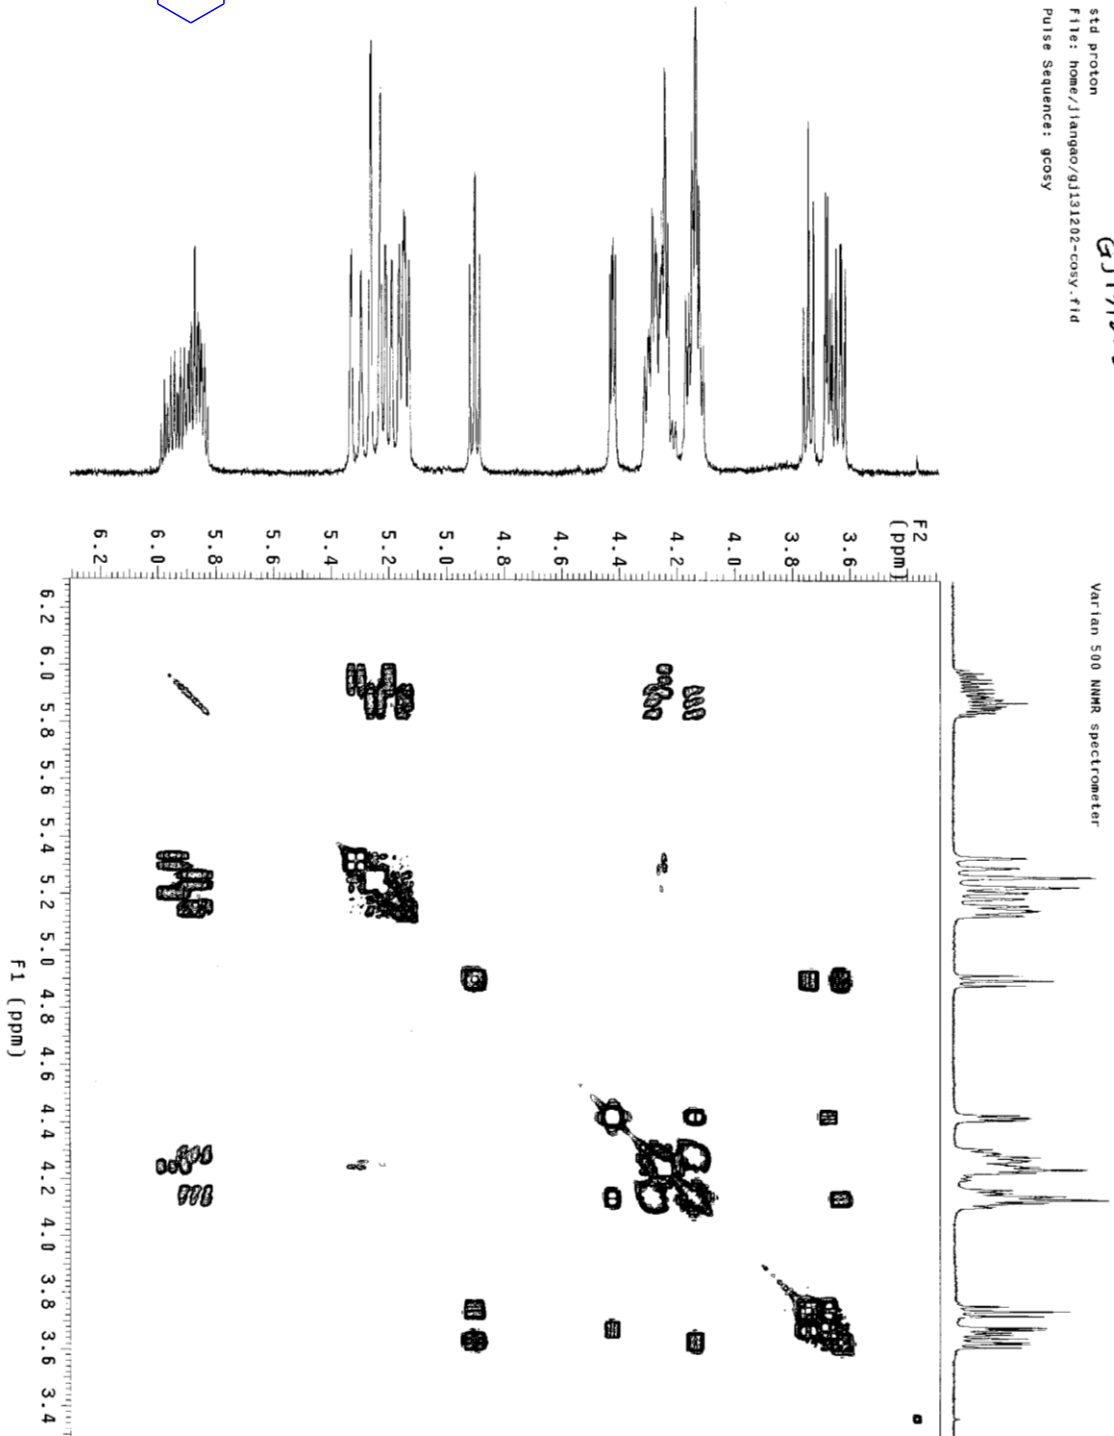 std proton
File: home/jiangao/gj131202-cosy.fid
Pulse Sequence: gcosy
Varian 500 NNMR spectrometer
F2
(ppm)
6.2 6.0 5.8 5.6 5.4 5.2 5.0 4.8 4.6 4.4 4.2 4.0 3.8 3.6
6.2 6.0 5.8 5.6 5.4 5.2 5.0 4.8 4.6 4.4 4.2 4.0 3.8 3.6 3.4
F1 (ppm)